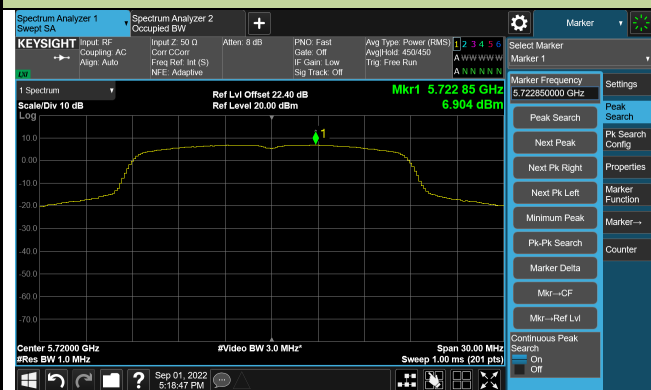 Spectrum Analyzer 1
Swept SA
Spectrum Analyzer 2
Occupied BW
+
Marker
KEYSIGHT
Input: RF
Coupling: AC
Align: Auto
Input Z: 50 Ω
Corr CCorr
Freq Ref: Int (S)
NFE: Adaptive
Atten: 8 dB
PNO: Fast
Gate: Off
IF Gain: Low
Sig Track: Off
Avg Type: Power (RMS)
Avg|Hold: 450/450
Trig: Free Run
1 2 3 4 5 6
A W W W W W
A N N N N N
LXI
Select Marker
Marker 1
1 Spectrum
Scale/Div 10 dB
Log
Ref Lvl Offset 22.40 dB
Ref Level 20.00 dBm
Mkr1 5.722 85 GHz
6.904 dBm
1
10.0
0.00
-10.0
-20.0
-30.0
-40.0
-50.0
-60.0
-70.0
Center 5.72000 GHz
#Res BW 1.0 MHz
#Video BW 3.0 MHz*
Span 30.00 MHz
Sweep 1.00 ms (201 pts)
Marker Frequency
5.722850000 GHz
Peak Search
Next Peak
Next Pk Right
Next Pk Left
Minimum Peak
Pk-Pk Search
Marker Delta
Mkr→CF
Mkr→Ref Lvl
Continuous Peak
Search
On
Off
Settings
Peak
Search
Pk Search
Config
Properties
Marker
Function
Marker→
Counter
?
Sep 01, 2022
5:18:47 PM